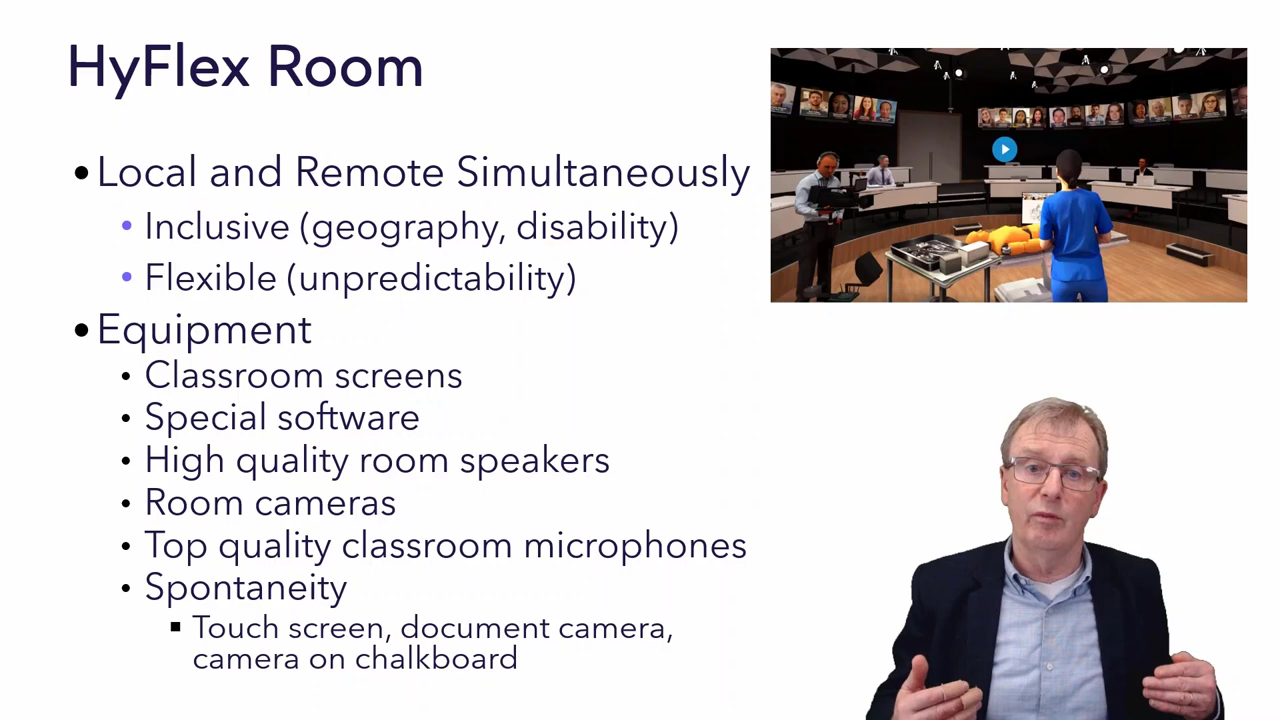 HyFlex Room
• Local and Remote Simultaneously
• Inclusive (geography, disability)
• Flexible (unpredictability)
• Equipment
• Classroom screens
• Special software
• High quality room speakers
• Room cameras
• Top quality classroom microphones
• Spontaneity
▪ Touch screen, document camera,
camera on chalkboard